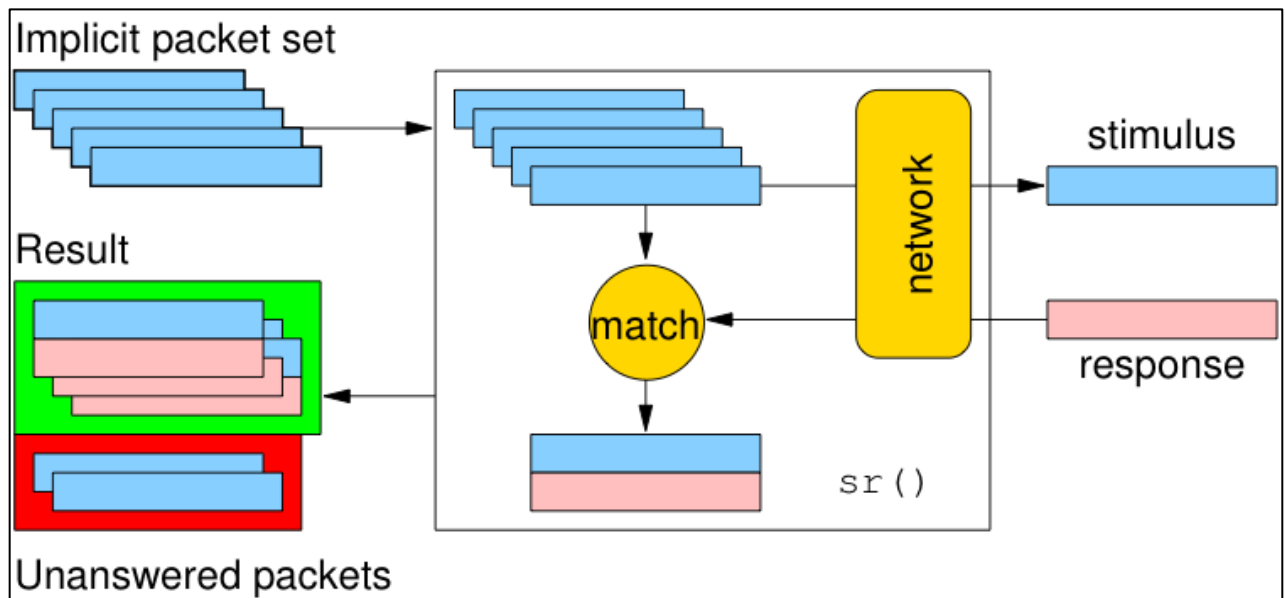 Implicit packet set
stimulus
network
Result
match
response
sr()
Unanswered packets